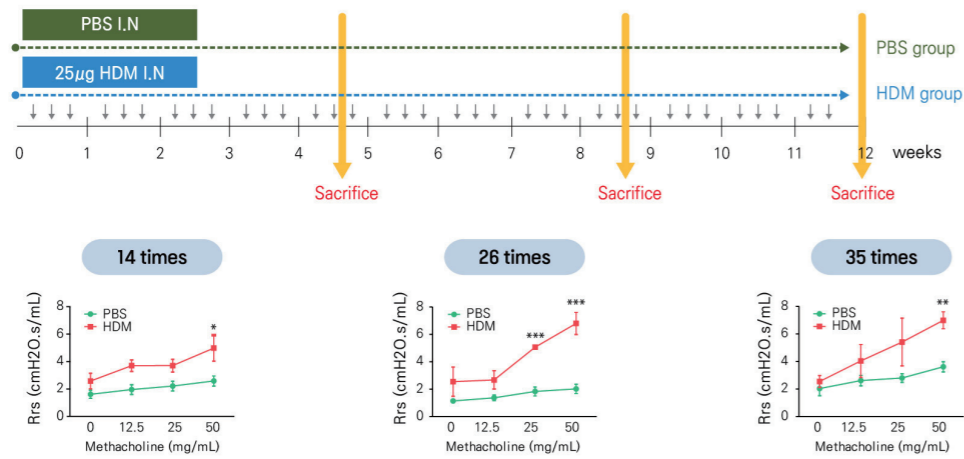 PBS I.N
PBS group
25µg HDM I.N
HDM group
0 1 2 3 4 5 6 7 8 9 10 11 12 weeks
Sacrifice Sacrifice Sacrifice
14 times
26 times
35 times
Rrs (cmH2O.s/mL)
8
6
4
2
0
PBS
HDM
*
0 12.5 25 50
Methacholine (mg/mL)
Rrs (cmH2O.s/mL)
8
6
4
2
0
PBS
HDM
***
***
0 12.5 25 50
Methacholine (mg/mL)
Rrs (cmH2O.s/mL)
8
6
4
2
0
PBS
HDM
**
0 12.5 25 50
Methacholine (mg/mL)